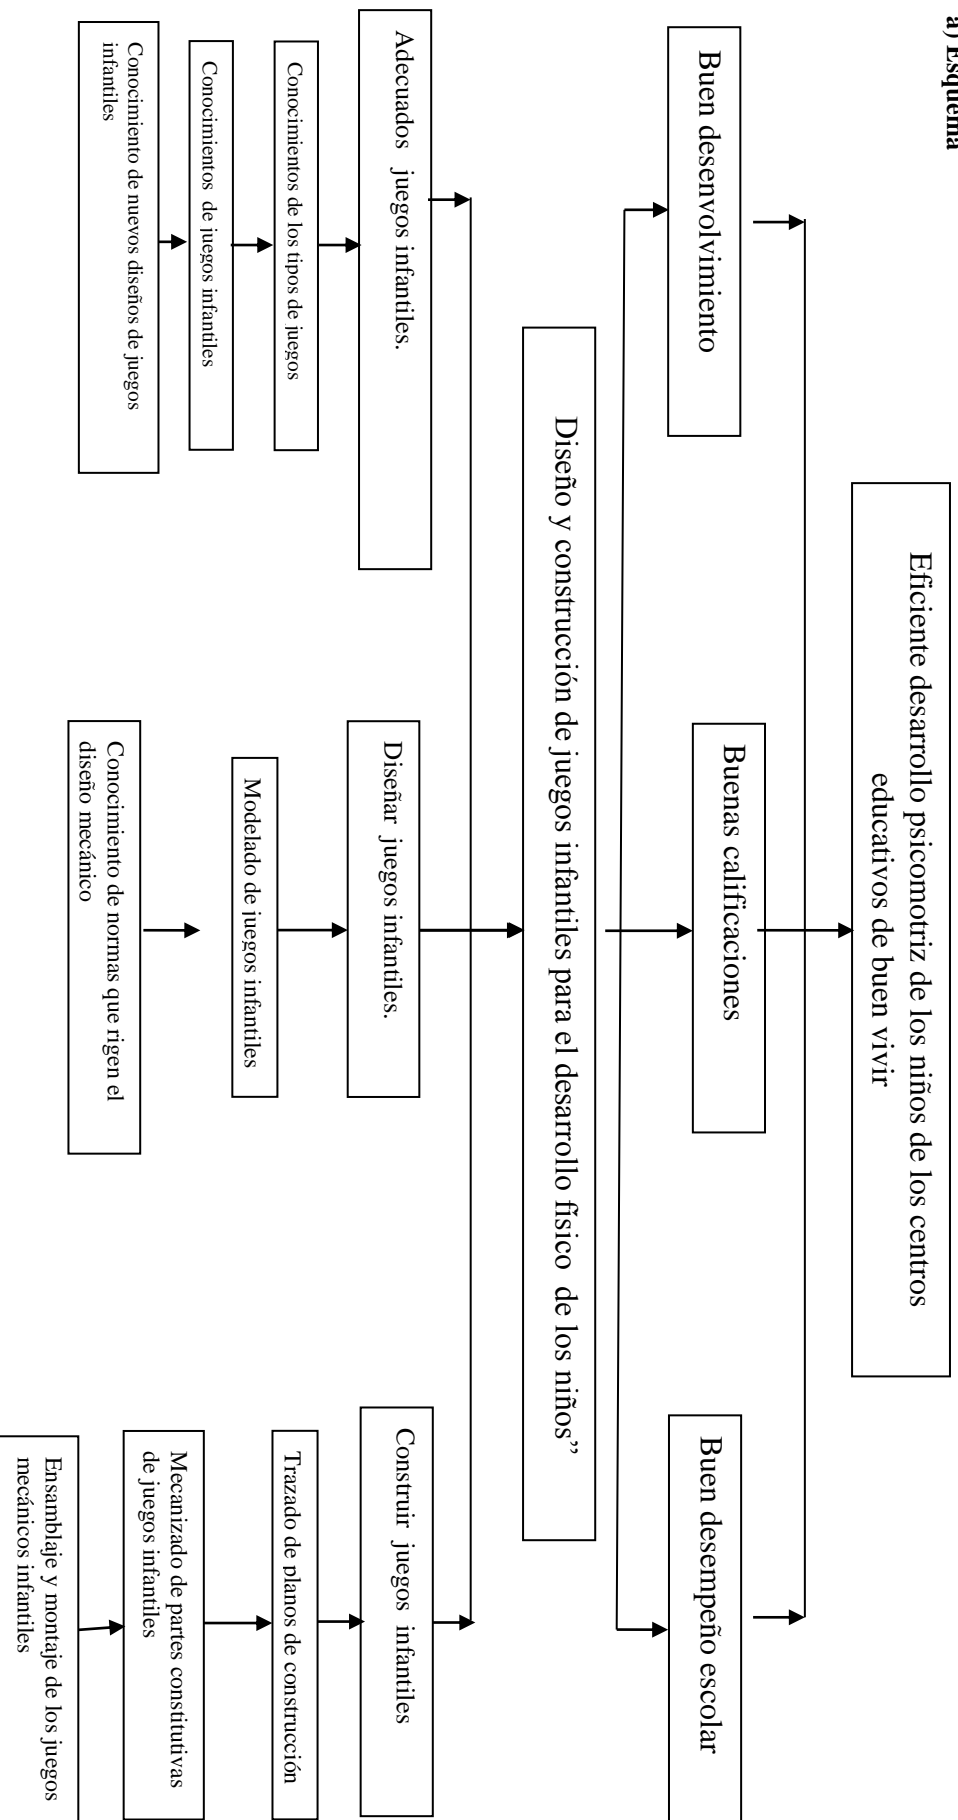 a) Esquema
Eficiente desarrollo psicomotriz de los niños de los centros
educativos de buen vivir
Buen desenvolvimiento
Buenas calificaciones
Buen desempeño escolar
Diseño y construcción de juegos infantiles para el desarrollo físico de los niños”
Adecuados juegos infantiles.
Diseñar juegos infantiles.
Construir juegos infantiles
Conocimientos de los tipos de juegos
Modelado de juegos infantiles
Trazado de planos de construcción
Conocimientos de juegos infantiles
Conocimiento de normas que rigen el
diseño mecánico
Mecanizado de partes constitutivas
de juegos infantiles
Conocimiento de nuevos diseños de juegos
infantiles
Ensamblaje y montaje de los juegos
mecánicos infantiles